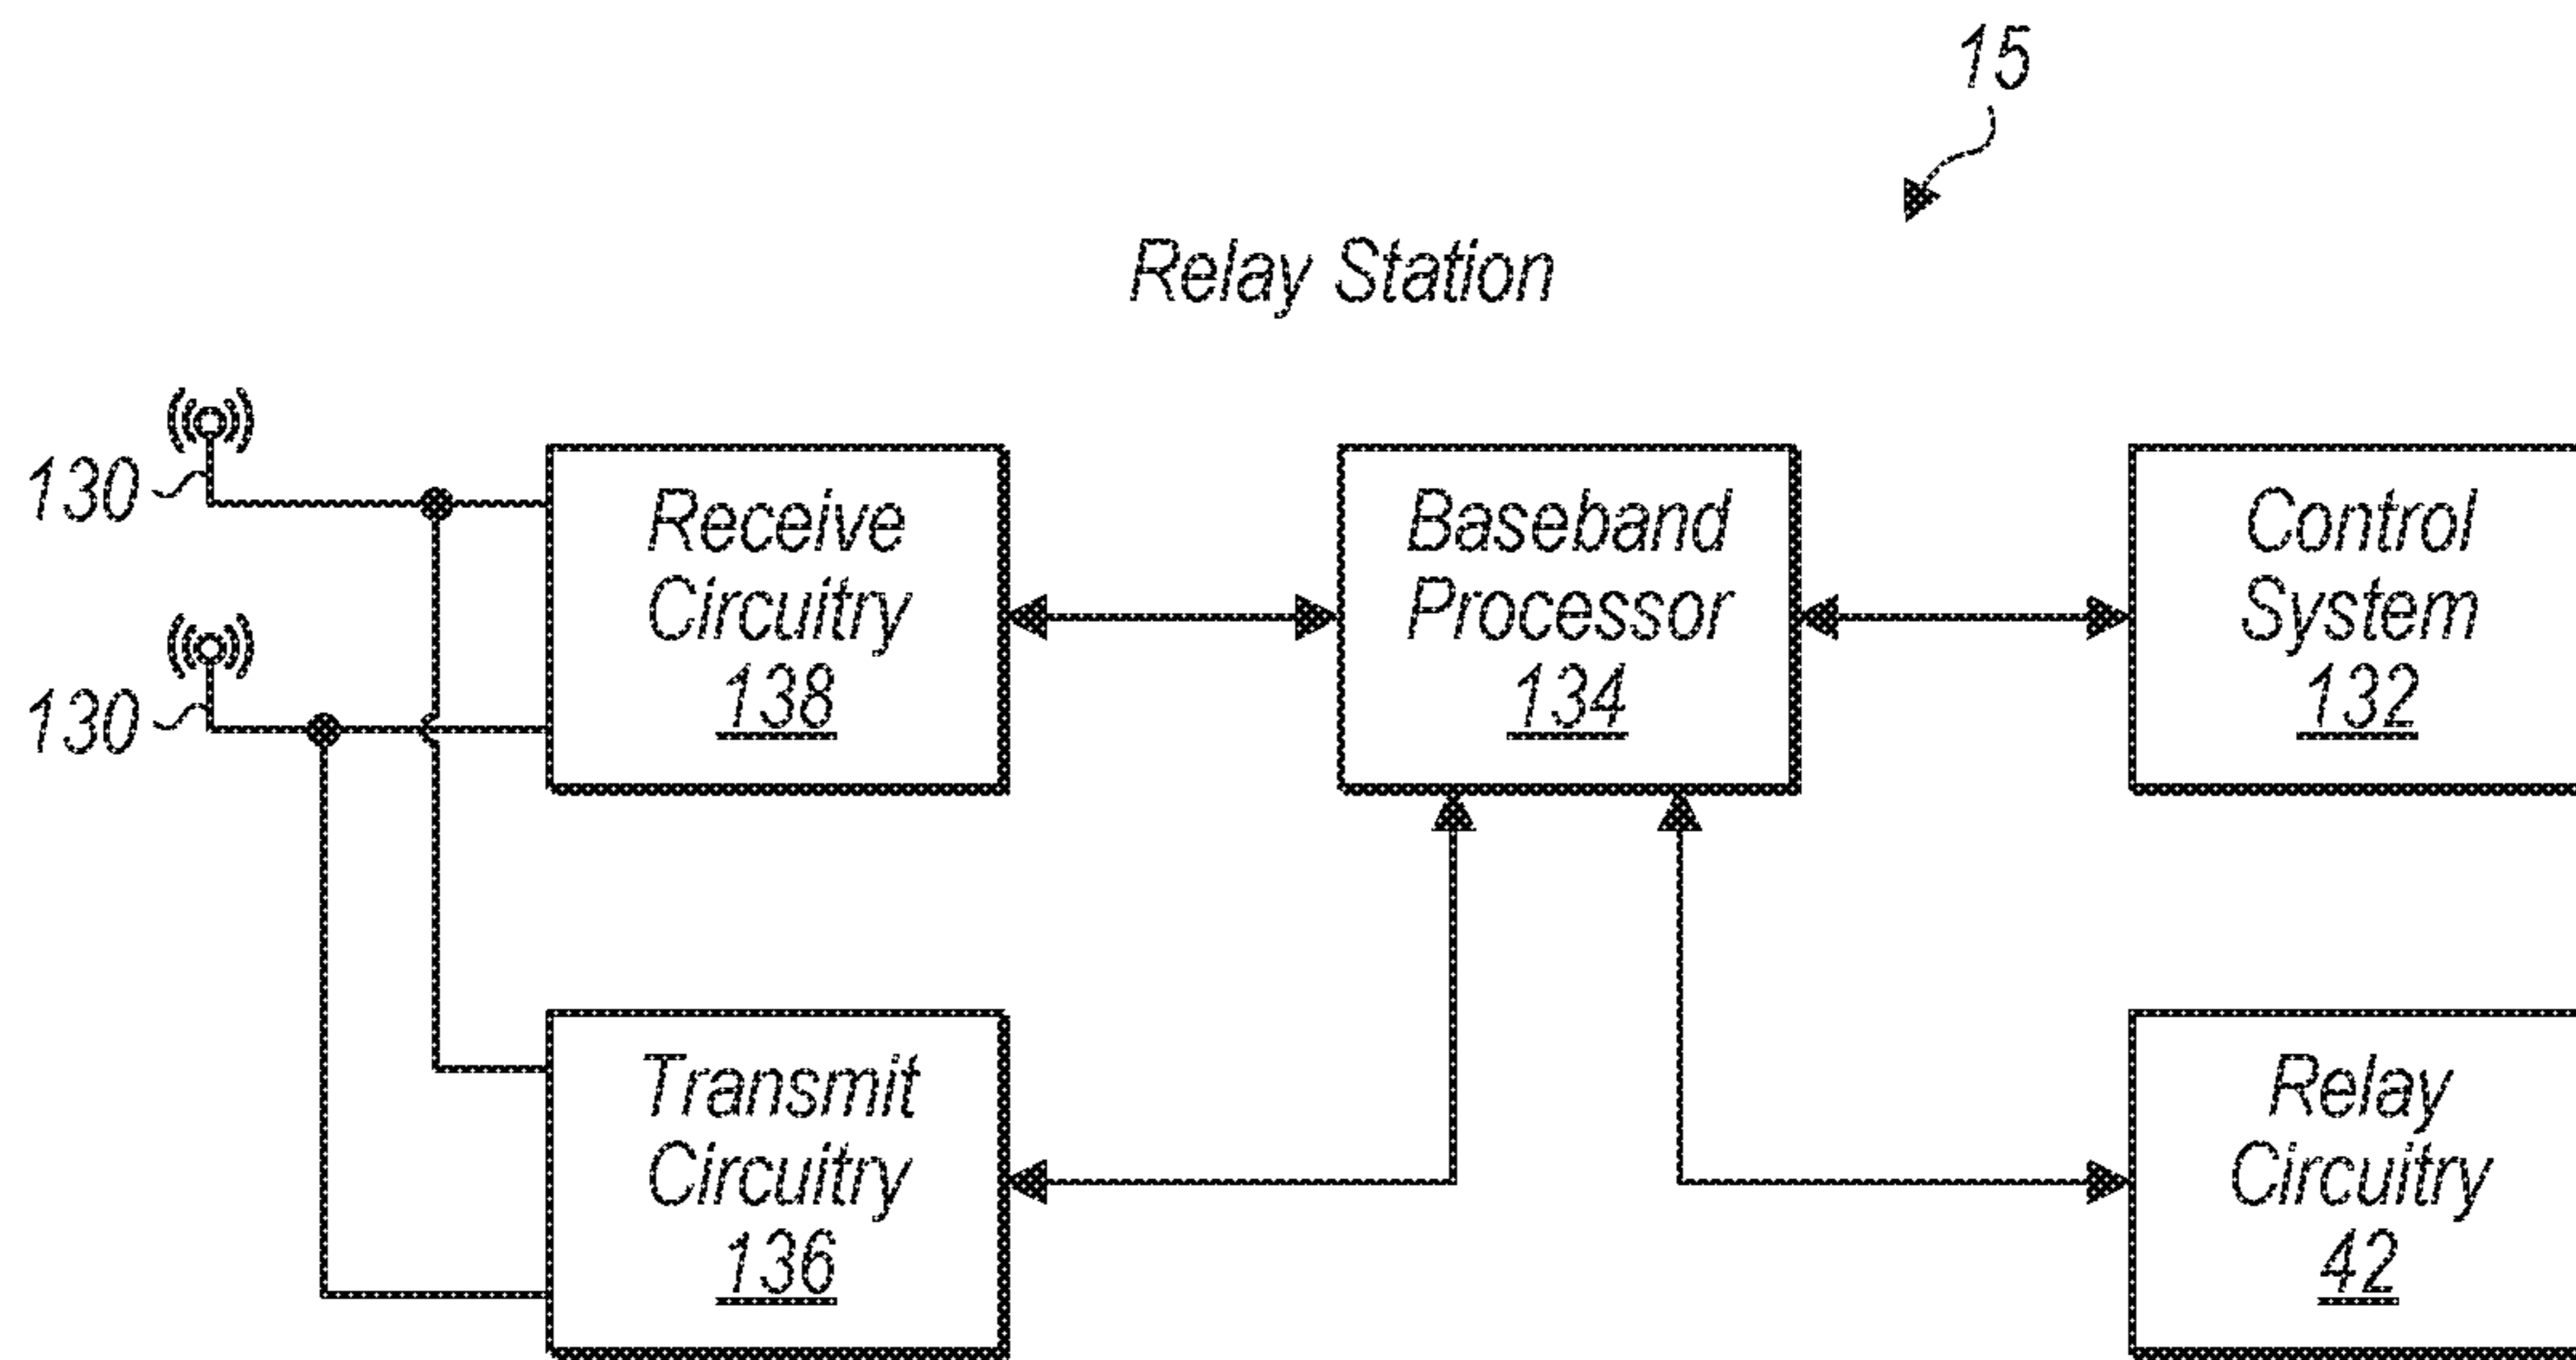 15
Relay Station
130
130
Receive
Circuitry
138
Baseband
Processor
134
Control
System
132
Transmit
Circuitry
136
Relay
Circuitry
42